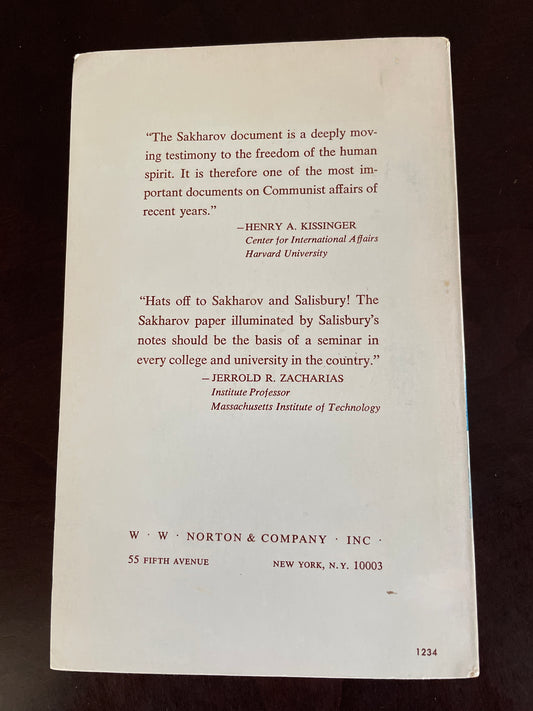 “The Sakharov document is a deeply mov-
ing testimony to the freedom of the human
spirit. It is therefore one of the most im-
portant documents on Communist affairs of
recent years.”
—HENRY A. KISSINGER
Center for International Affairs
Harvard University
“Hats off to Sakharov and Salisbury! The
Sakharov paper illuminated by Salisbury’s
notes should be the basis of a seminar in
every college and university in the country.”
—JERROLD R. ZACHARIAS
Institute Professor
Massachusetts Institute of Technology
W · W · NORTON & COMPANY · INC ·
55 FIFTH AVENUE NEW YORK, N.Y. 10003
1234